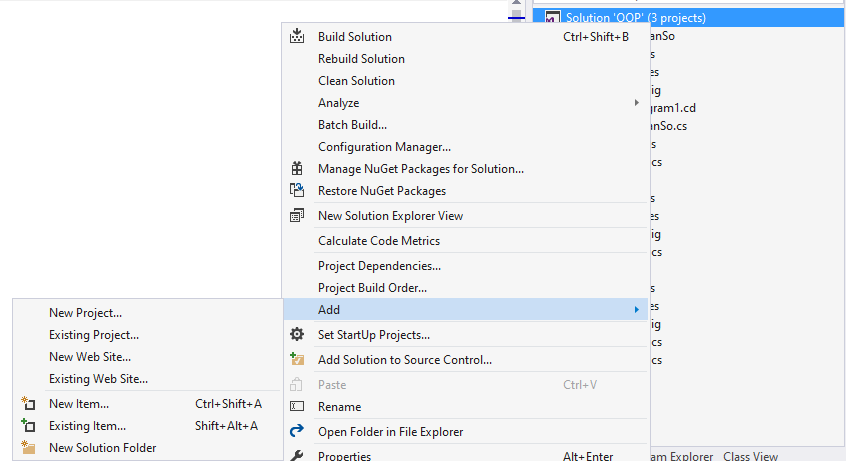 Solution 'OOP' (3 projects)
Build Solution Ctrl+Shift+B
Rebuild Solution
Clean Solution
Analyze
Batch Build...
Configuration Manager...
Manage NuGet Packages for Solution...
Restore NuGet Packages
New Solution Explorer View
Calculate Code Metrics
Project Dependencies...
Project Build Order...
Add
Set StartUp Projects...
Add Solution to Source Control...
Paste Ctrl+V
Rename
Open Folder in File Explorer
Properties Alt+Enter
New Project...
Existing Project...
New Web Site...
Existing Web Site...
New Item... Ctrl+Shift+A
Existing Item... Shift+Alt+A
New Solution Folder
anSo
s
es
ig
gram1.cd
anSo.cs
s
cs
s
es
ig
cs
s
es
ig
cs
cs
am Explorer Class View